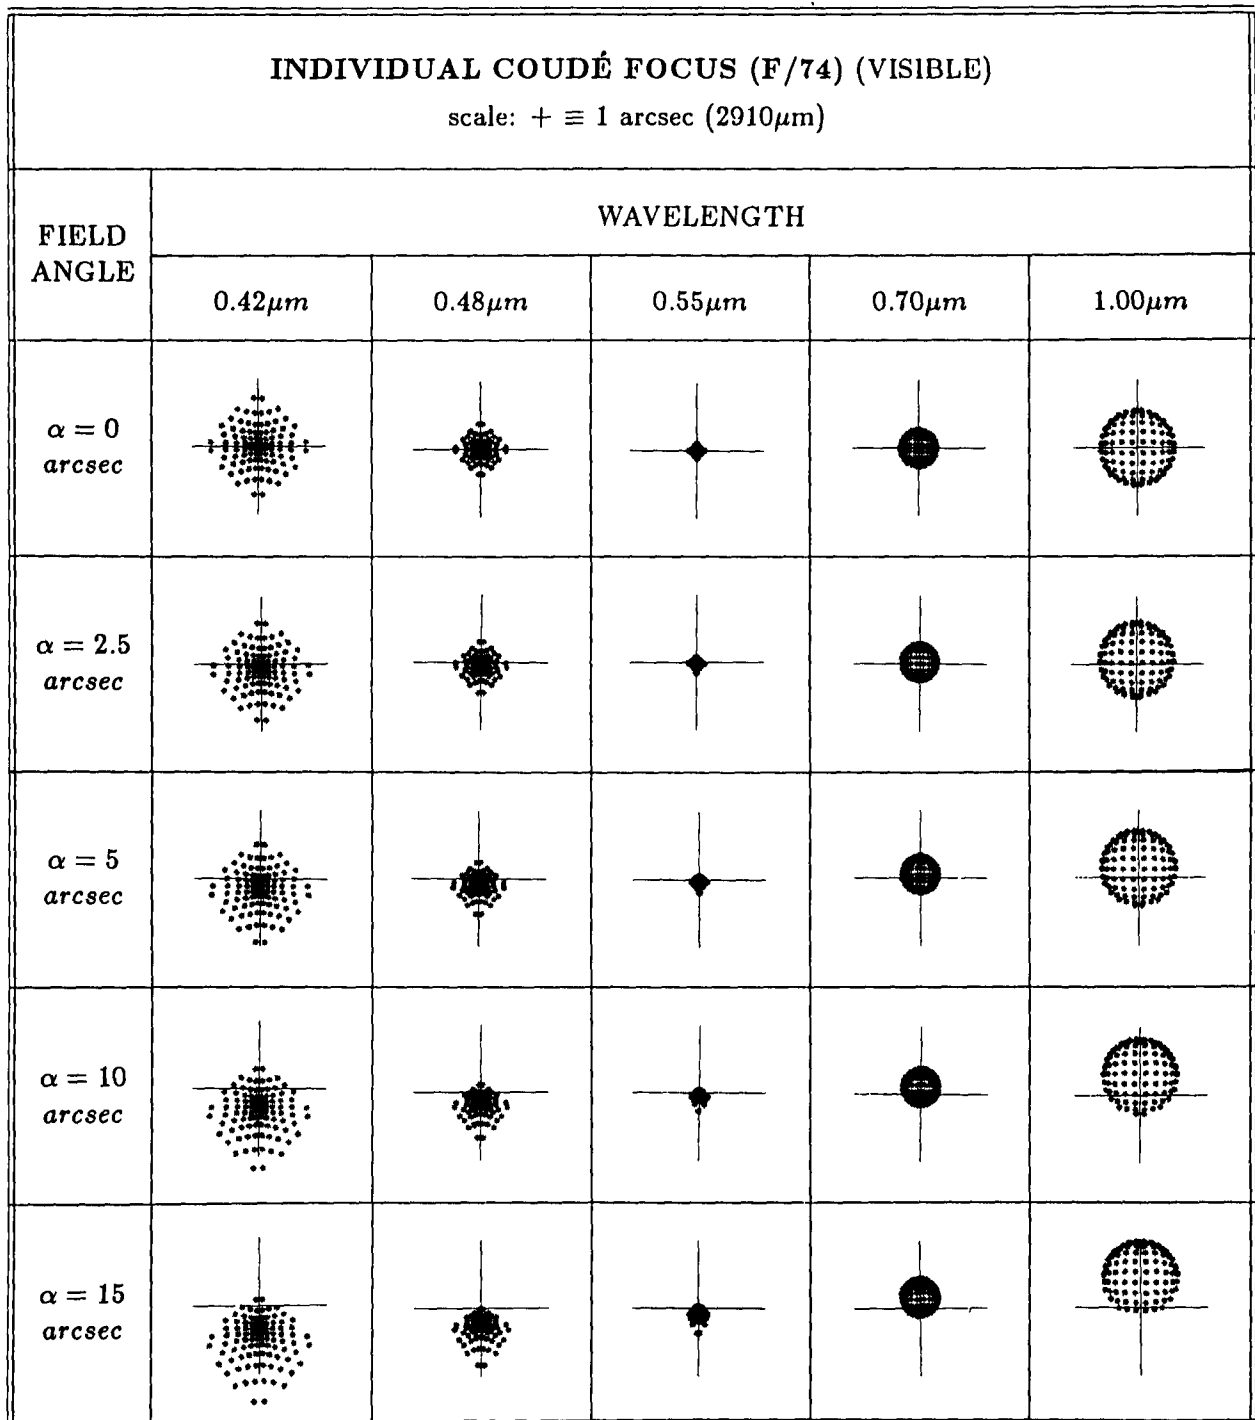 INDIVIDUAL COUDÉ FOCUS (F/74) (VISIBLE)
scale: + ≡ 1 arcsec (2910μm)
FIELD
ANGLE
WAVELENGTH
0.42μm 0.48μm 0.55μm 0.70μm 1.00μm
α = 0
arcsec
α = 2.5
arcsec
α = 5
arcsec
α = 10
arcsec
α = 15
arcsec